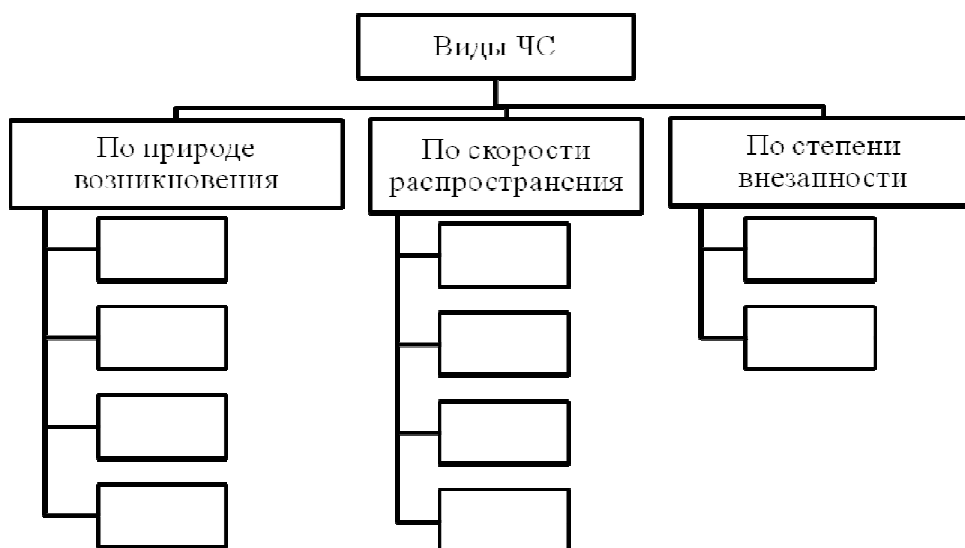 Виды ЧС
По природе
возникновения
По скорости
распространения
По степени
внезапности